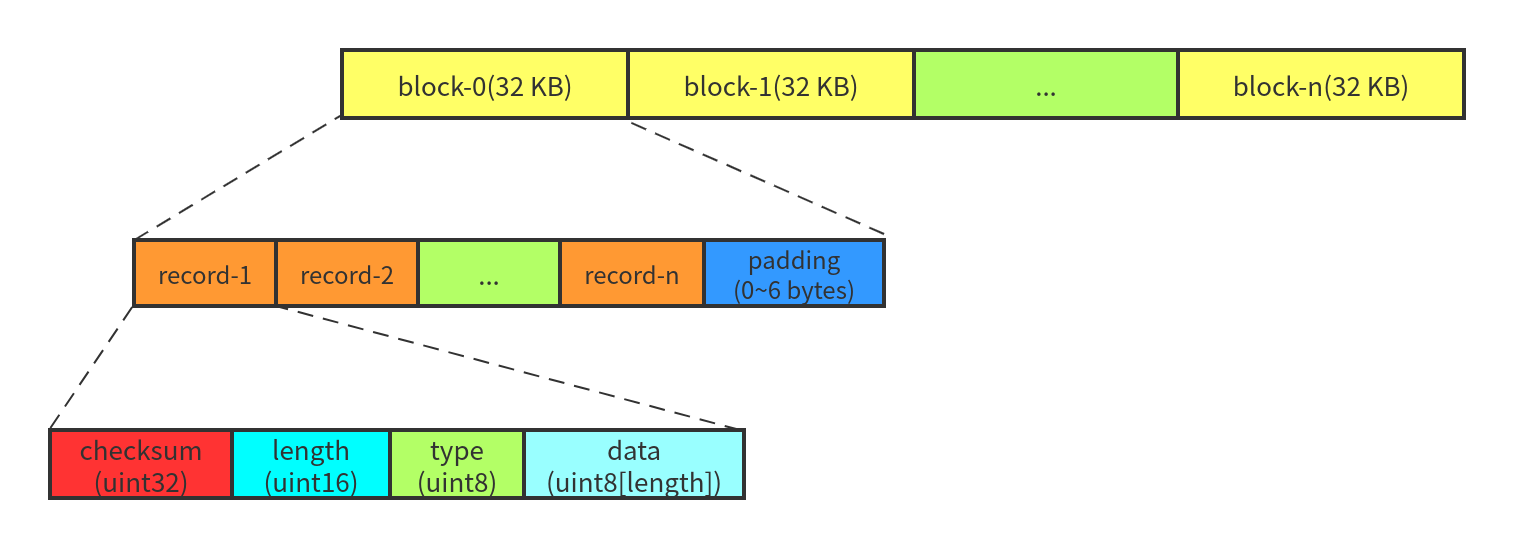 block-0(32 KB)
block-1(32 KB)
...
block-n(32 KB)
record-1
record-2
...
record-n
padding
(0~6 bytes)
checksum
(uint32)
length
(uint16)
type
(uint8)
data
(uint8[length])